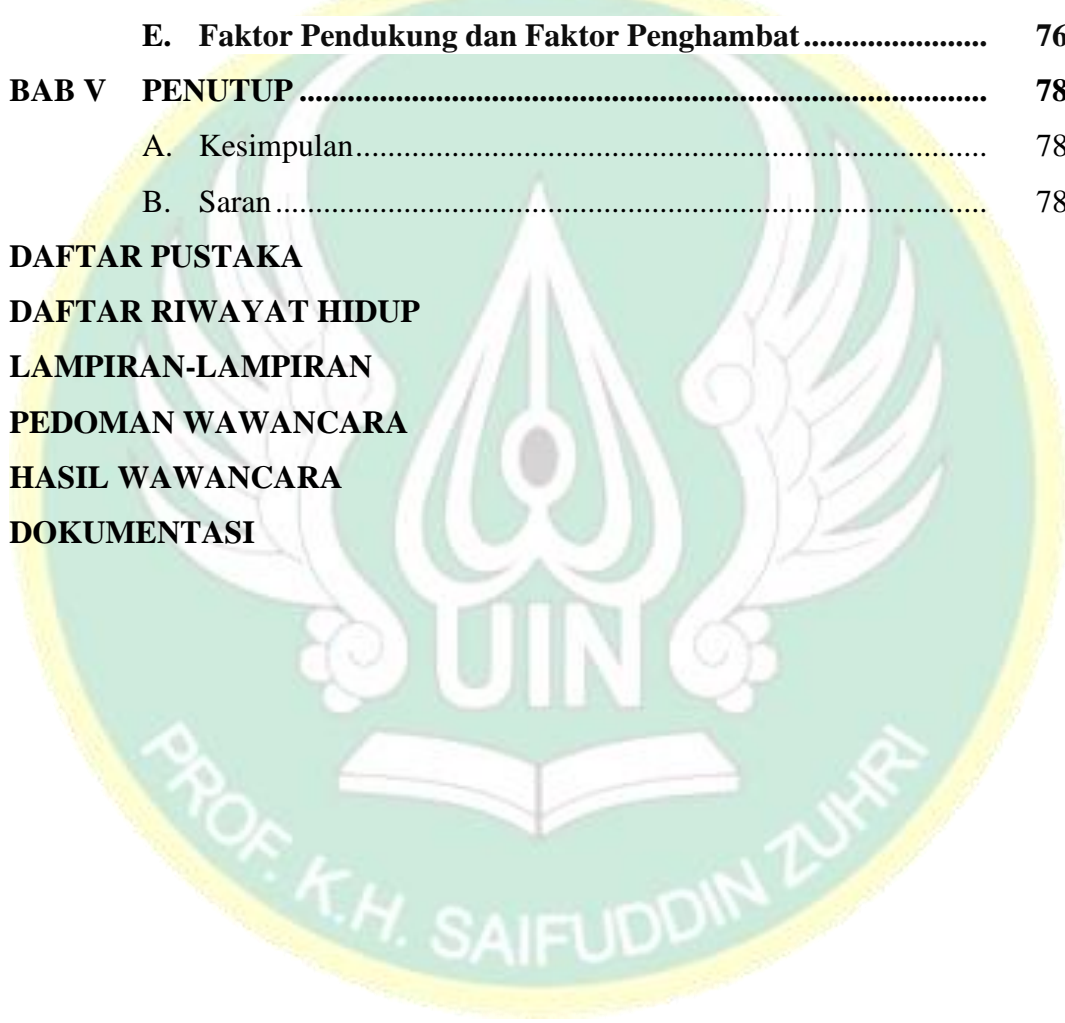 E. Faktor Pendukung dan Faktor Penghambat....................... 76
BAB V PENUTUP ........................................................................................ 78
A. Kesimpulan................................................................................. 78
B. Saran ........................................................................................... 78
DAFTAR PUSTAKA
DAFTAR RIWAYAT HIDUP
LAMPIRAN-LAMPIRAN
PEDOMAN WAWANCARA
HASIL WAWANCARA
DOKUMENTASI
UIN
PROF. K.H. SAIFUDDIN ZUHRI